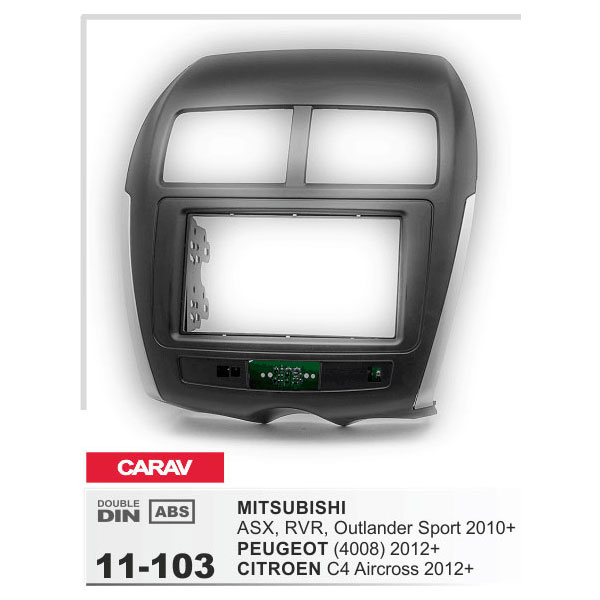 CARAV
DOUBLE
DIN ABS
11-103
MITSUBISHI
ASX, RVR, Outlander Sport 2010+
PEUGEOT (4008) 2012+
CITROEN C4 Aircross 2012+